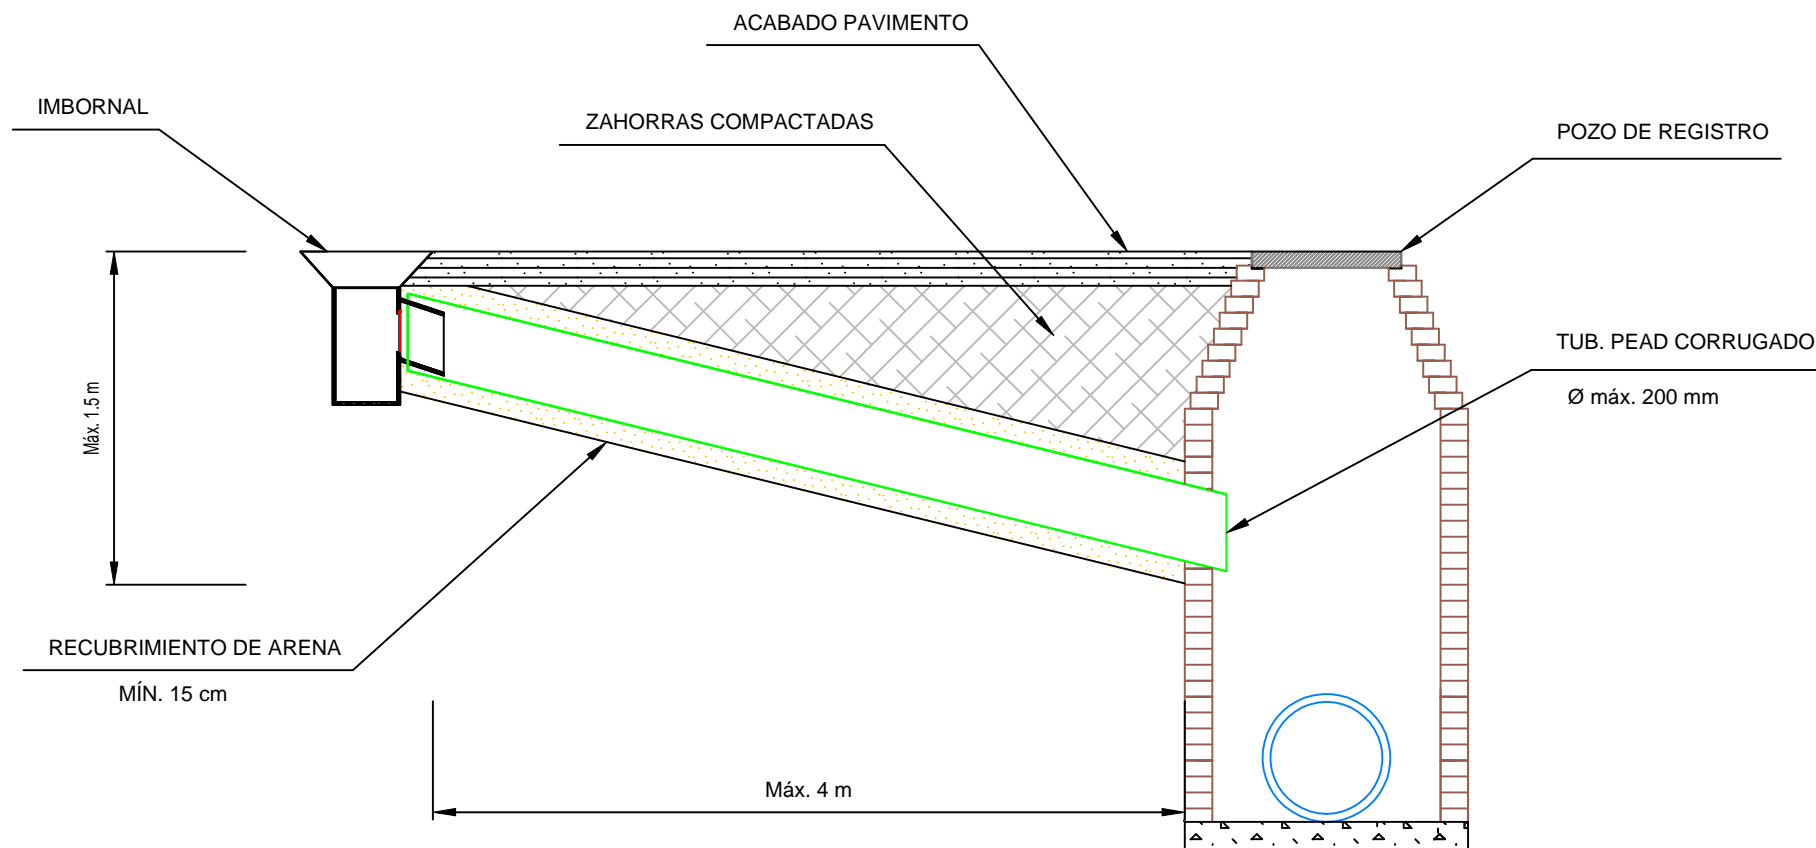 ACABADO PAVIMENTO
IMBORNAL
ZAHORRAS COMPACTADAS
POZO DE REGISTRO
TUB. PEAD CORRUGADO
Ø máx. 200 mm
Máx. 1.5 m
RECUBRIMIENTO DE ARENA
MÍN. 15 cm
Máx. 4 m